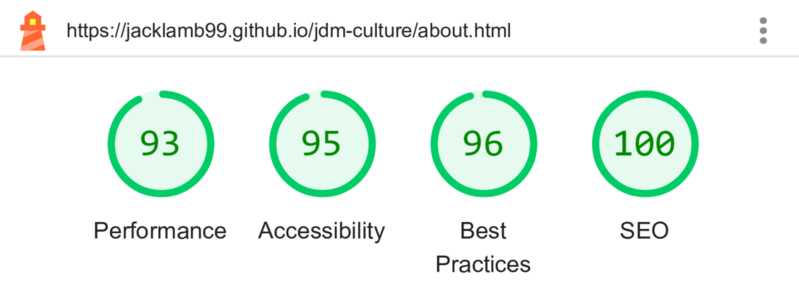 https://jacklamb99.github.io/jdm-culture/about.html
93 95 96 100
Performance Accessibility Best SEO
Practices